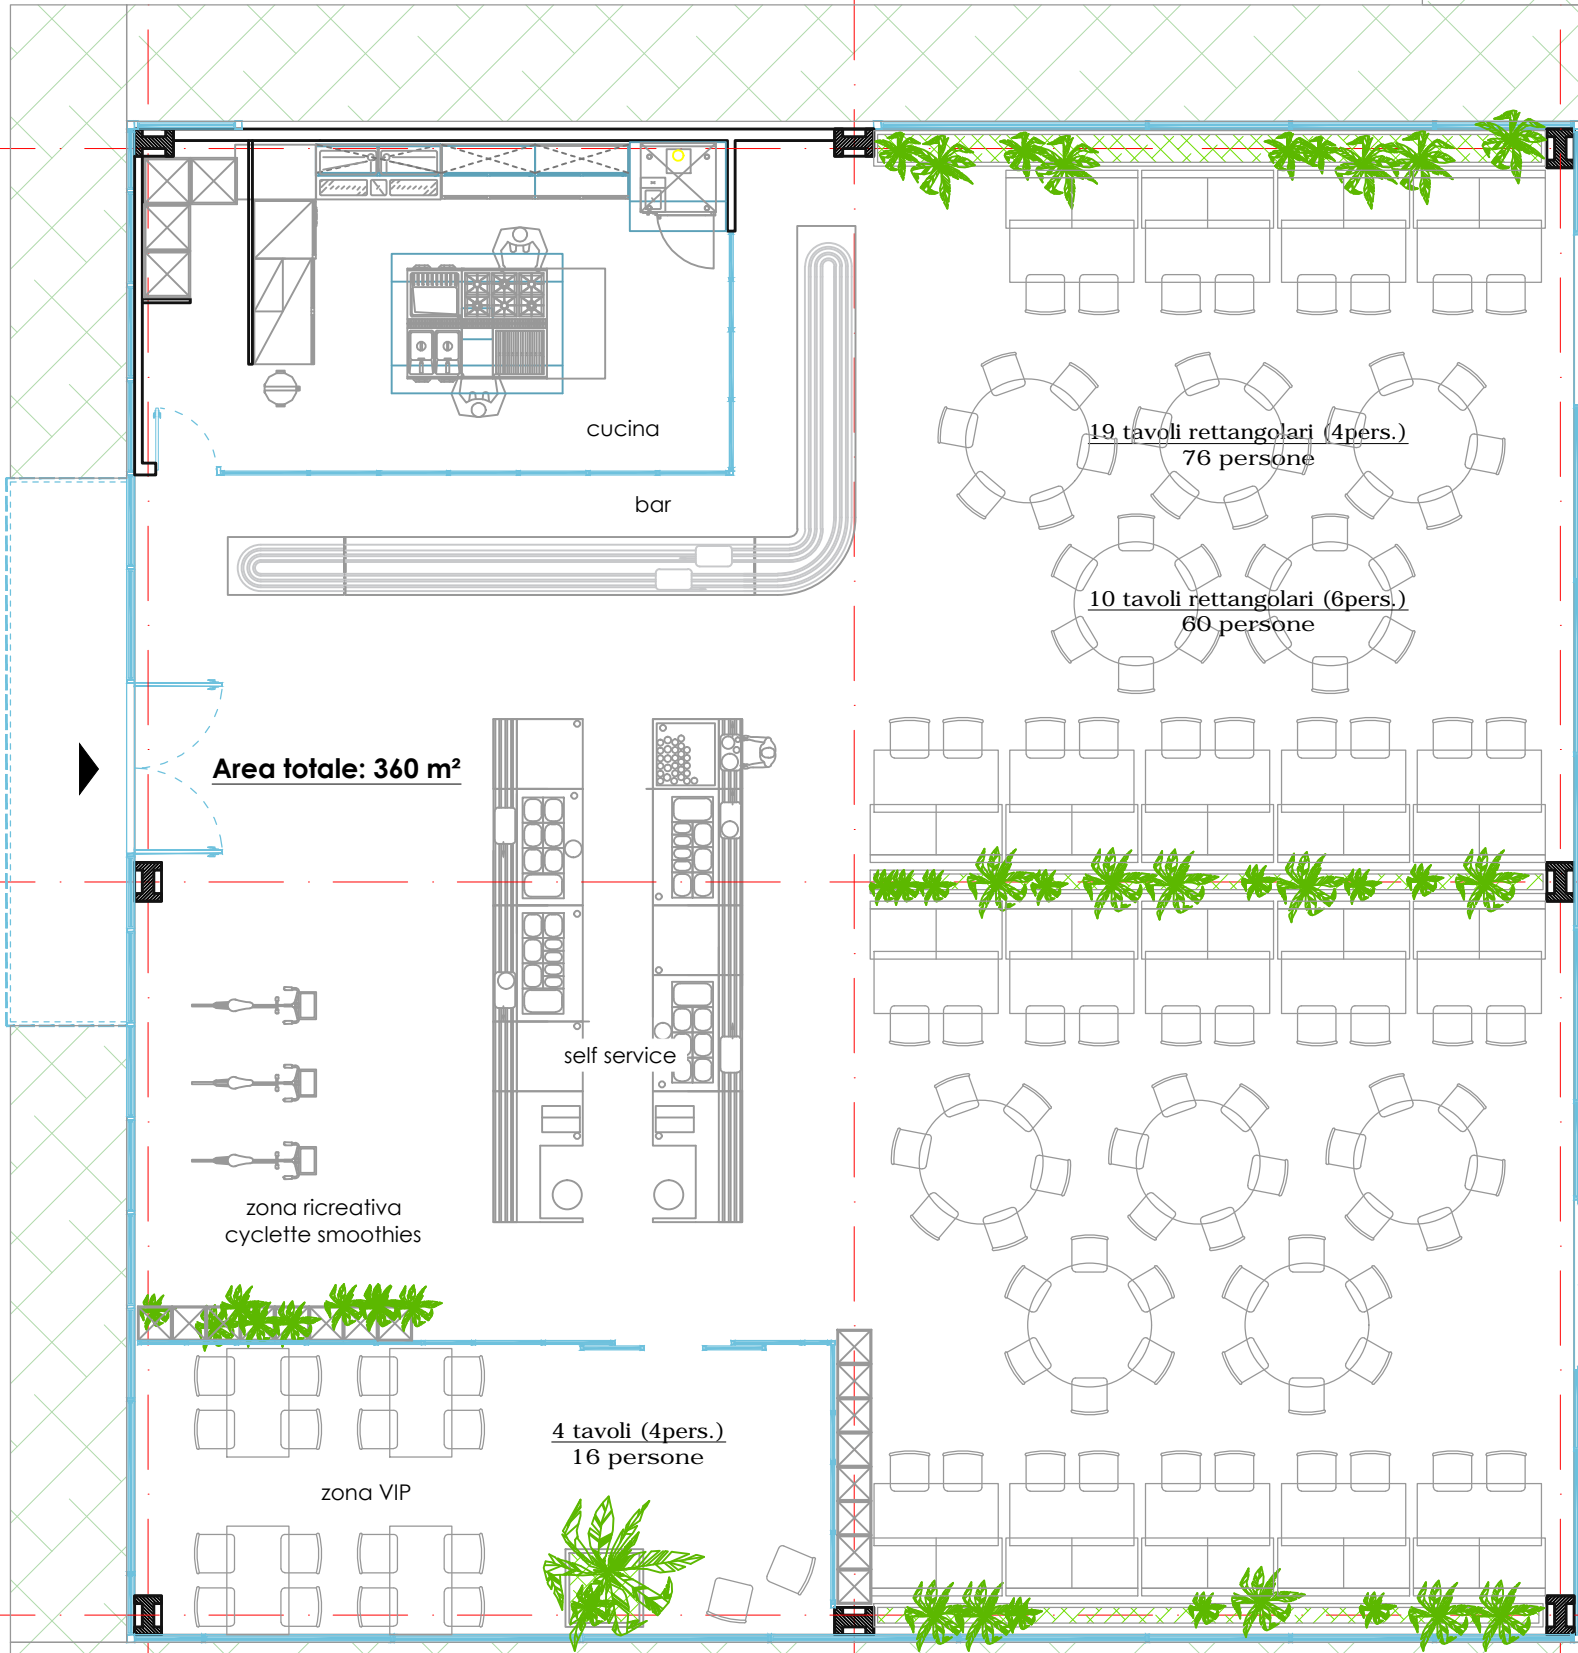 cucina
19 tavoli rettangolari (4pers.)
76 persone
bar
10 tavoli rettangolari (6pers.)
60 persone
Area totale: 360 m²
self service
zona ricreativa
cyclette smoothies
4 tavoli (4pers.)
16 persone
zona VIP